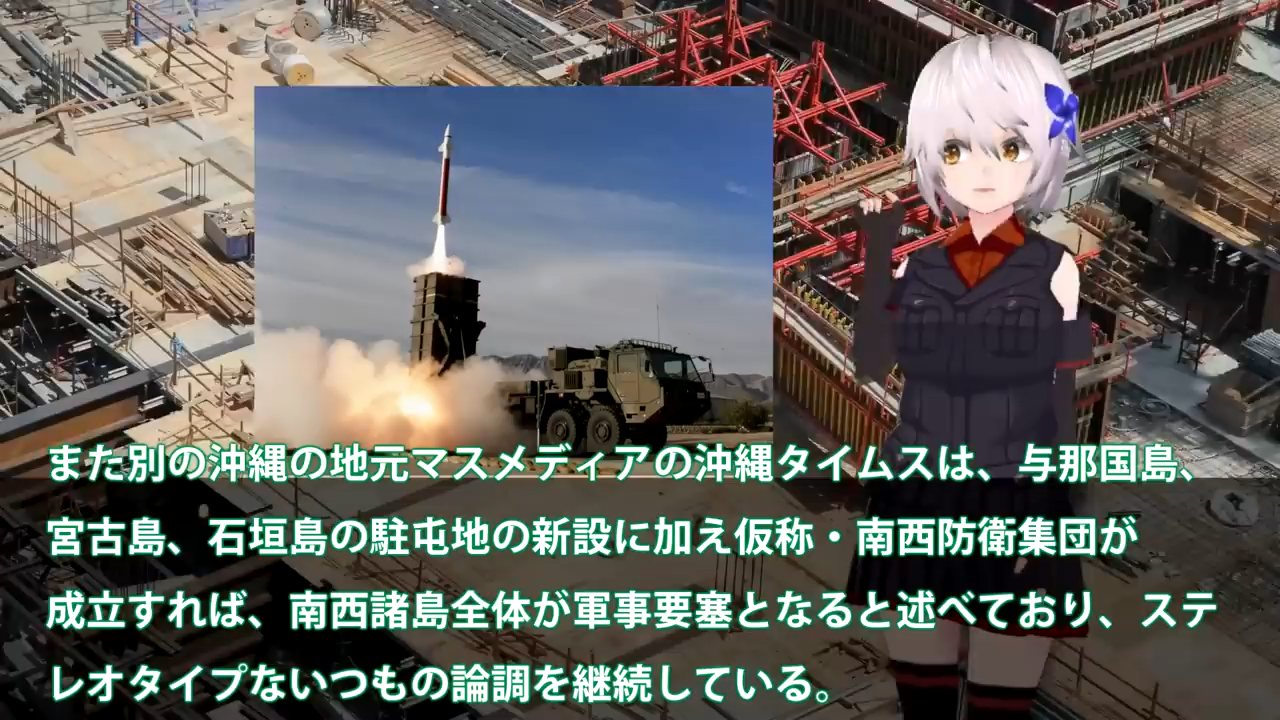 また別の沖縄の地元マスメディアの沖縄タイムスは、与那国島、
宮古島、石垣島の駐屯地の新設に加え仮称・南西防衛集団が
成立すれば、南西諸島全体が軍事要塞となると述べており、ステ
レオタイプないつもの論調を継続している。